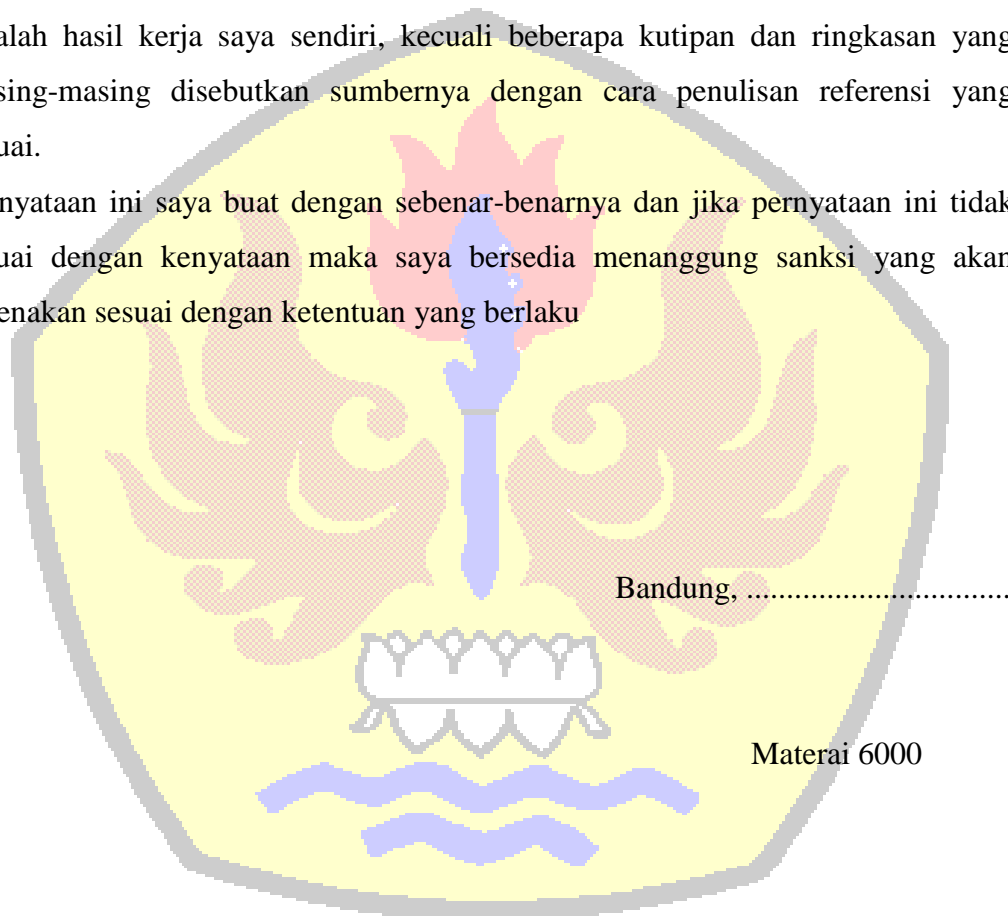 alah hasil kerja saya sendiri, kecuali beberapa kutipan dan ringkasan yang
sing-masing disebutkan sumbernya dengan cara penulisan referensi yang
uai.
nyataan ini saya buat dengan sebenar-benarnya dan jika pernyataan ini tidak
uai dengan kenyataan maka saya bersedia menanggung sanksi yang akan
enakan sesuai dengan ketentuan yang berlaku
Bandung, .................................
Materai 6000